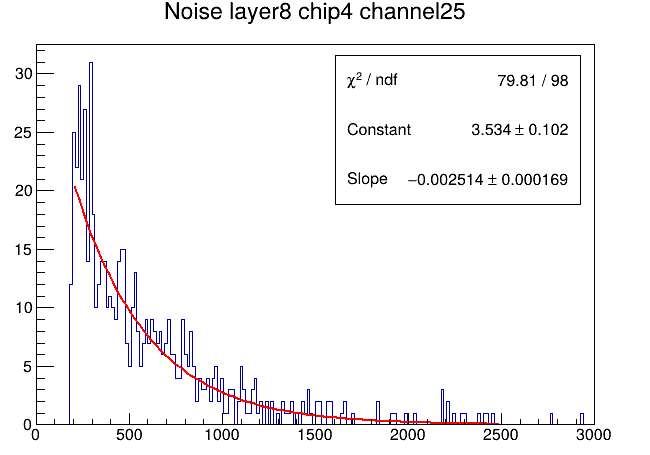 Noise layer8 chip4 channel25
χ² / ndf 79.81 / 98
Constant 3.534 ± 0.102
Slope −0.002514 ± 0.000169
30
25
20
15
10
5
0
0 500 1000 1500 2000 2500 3000